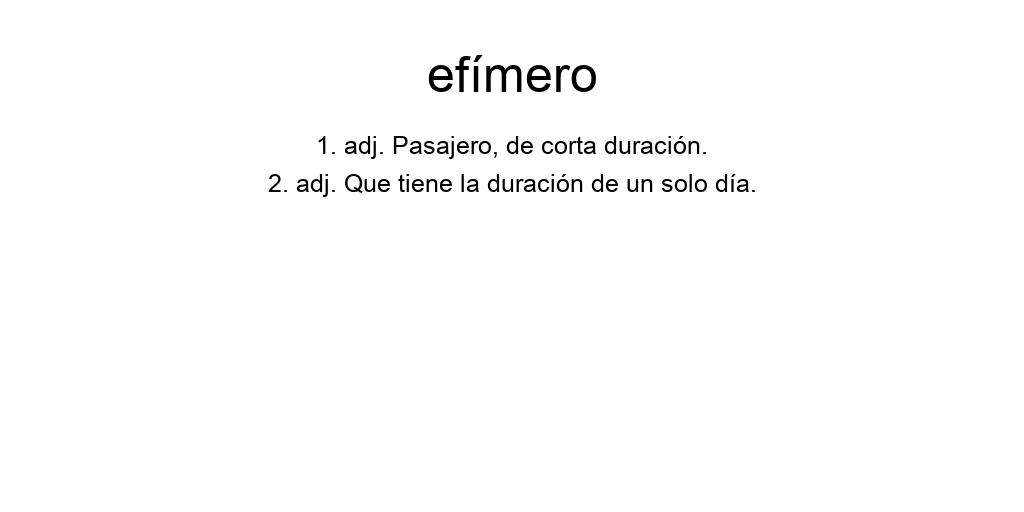 efímero
1. adj. Pasajero, de corta duración.
2. adj. Que tiene la duración de un solo día.